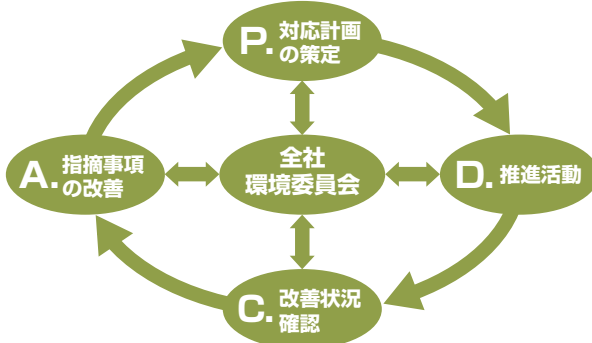 P. 対応計画
の策定
A. 指摘事項
の改善
全社
環境委員会
D. 推進活動
C. 改善状況
確認